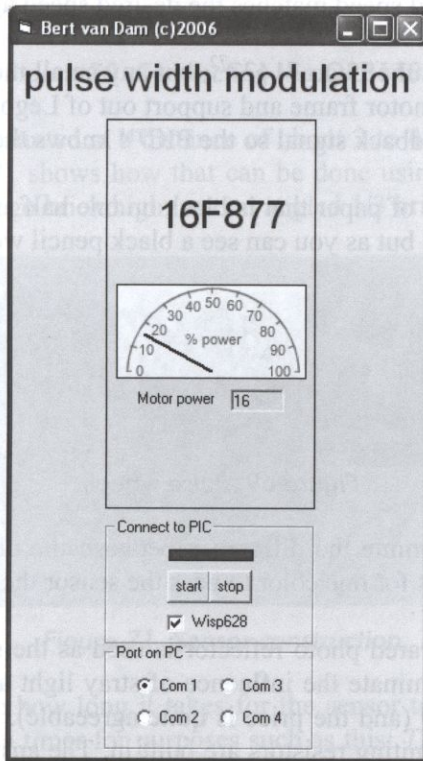 Bert van Dam (c)2006
pulse width modulation
16F877
0 10 20 30 40 50 60 70 80 90 100
% power
Motor power 16
Connect to PIC
start stop
Wisp628
Port on PC
Com 1 Com 3
Com 2 Com 4